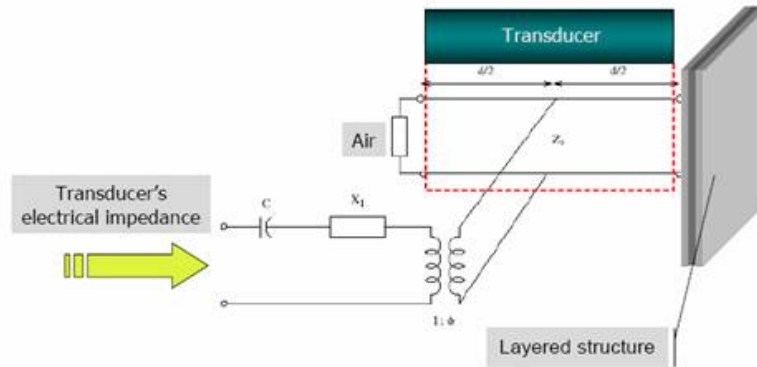 Transducer
d/2
d/2
Air
Z₀
Transducer's
electrical impedance
C
X₁
1: ϕ
Layered structure